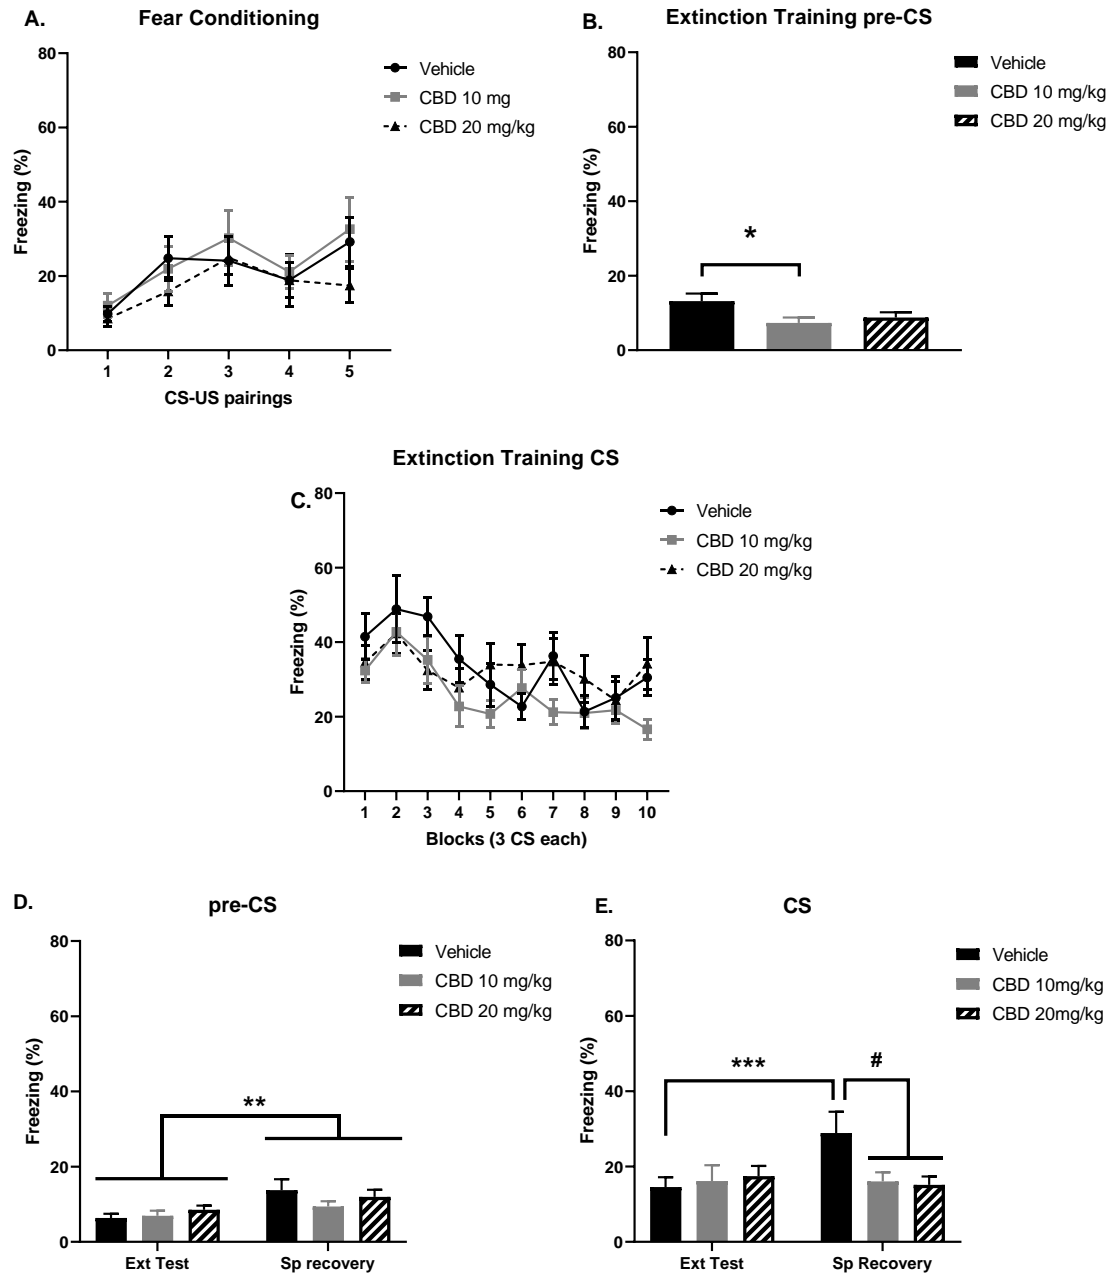 A.
Fear Conditioning
80
60
40
20
0
Freezing (%)
1 2 3 4 5
CS-US pairings
Vehicle
CBD 10 mg
CBD 20 mg/kg
B.
Extinction Training pre-CS
80
60
40
20
0
Freezing (%)
*
Vehicle
CBD 10 mg/kg
CBD 20 mg/kg
Extinction Training CS
C.
80
60
40
20
0
Freezing (%)
1 2 3 4 5 6 7 8 9 10
Blocks (3 CS each)
Vehicle
CBD 10 mg/kg
CBD 20 mg/kg
D.
pre-CS
80
60
40
20
0
Freezing (%)
**
Ext Test Sp recovery
Vehicle
CBD 10 mg/kg
CBD 20 mg/kg
E.
CS
80
60
40
20
0
Freezing (%)
***
#
Ext Test Sp Recovery
Vehicle
CBD 10mg/kg
CBD 20mg/kg